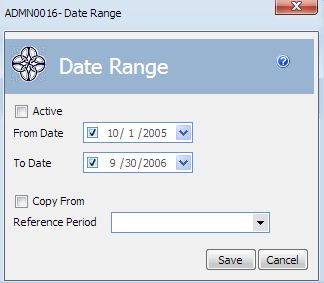 ADMN0016- Date Range
Date Range
Active
From Date 10/ 1 /2005
To Date 9 /30/2006
Copy From
Reference Period
Save Cancel